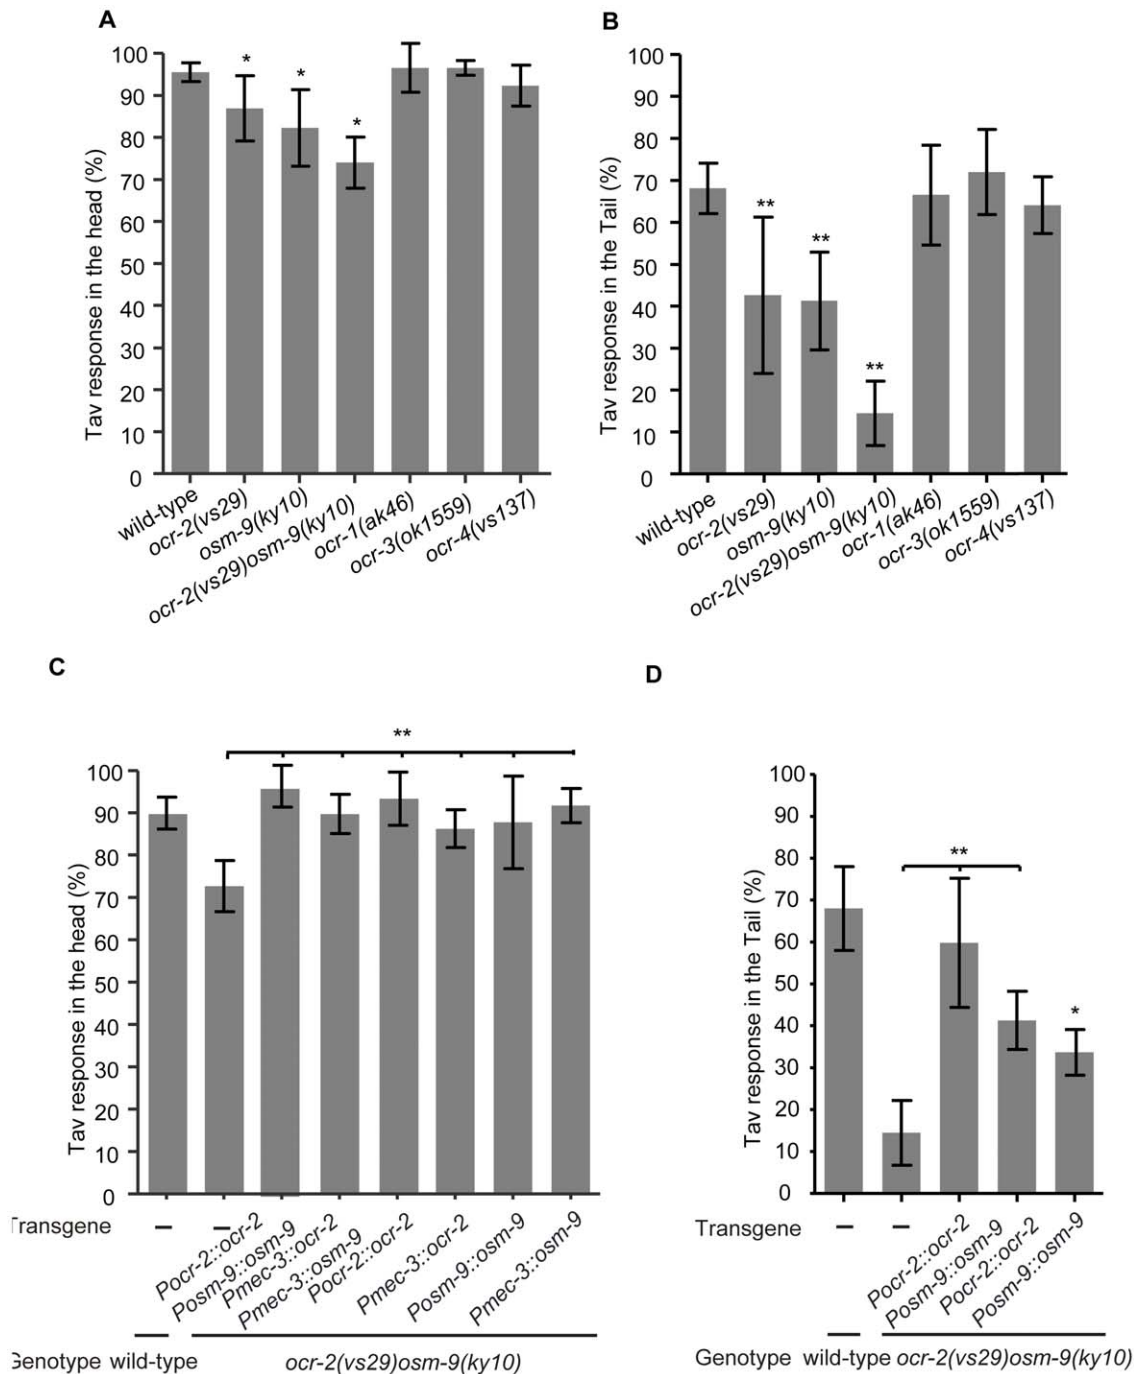 A
Tav response in the head (%)
100
90
80
70
60
50
40
30
20
10
0
*
*
*
wild-type
ocr-2(vs29)
osm-9(ky10)
ocr-2(vs29)osm-9(ky10)
ocr-1(ak46)
ocr-3(ok1559)
ocr-4(vs137)
B
Tav response in the Tail (%)
100
90
80
70
60
50
40
30
20
10
0
**
**
**
wild-type
ocr-2(vs29)
osm-9(ky10)
ocr-2(vs29)osm-9(ky10)
ocr-1(ak46)
ocr-3(ok1559)
ocr-4(vs137)
C
Tav response in the head (%)
100
90
80
70
60
50
40
30
20
10
0
**
Transgene
–
–
Pocr-2::ocr-2
Posm-9::osm-9
Pmec-3::ocr-2
Pmec-3::osm-9
Pocr-2::ocr-2
Pmec-3::ocr-2
Posm-9::osm-9
Pmec-3::osm-9
Genotype wild-type ocr-2(vs29)osm-9(ky10)
D
Tav response in the Tail (%)
100
90
80
70
60
50
40
30
20
10
0
**
*
Transgene
–
–
Pocr-2::ocr-2
Posm-9::osm-9
Pocr-2::ocr-2
Posm-9::osm-9
Genotype wild-type ocr-2(vs29)osm-9(ky10)